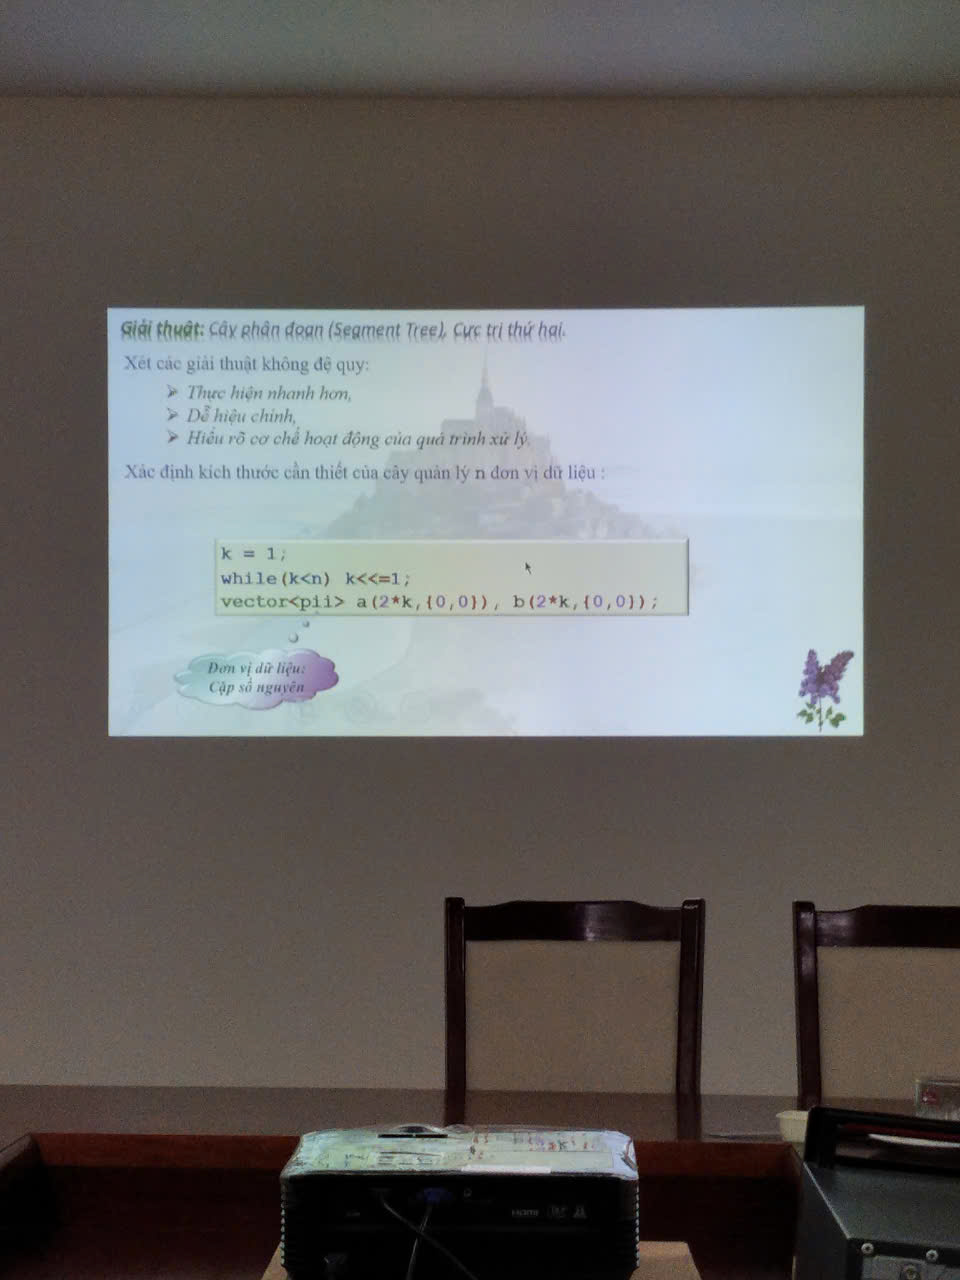 Giải thuật: Cây phân đoạn (Segment Tree), Cực trị thứ hai.
Xét các giải thuật không đệ quy:
➢ Thực hiện nhanh hơn,
➢ Dễ hiệu chỉnh,
➢ Hiểu rõ cơ chế hoạt động của quá trình xử lý.
Xác định kích thước cần thiết của cây quản lý n đơn vị dữ liệu :
k = 1;
while(k<n) k<<=1;
vector<pii> a(2*k,{0,0}), b(2*k,{0,0});
Đơn vị dữ liệu:
Cặp số nguyên
HDMI